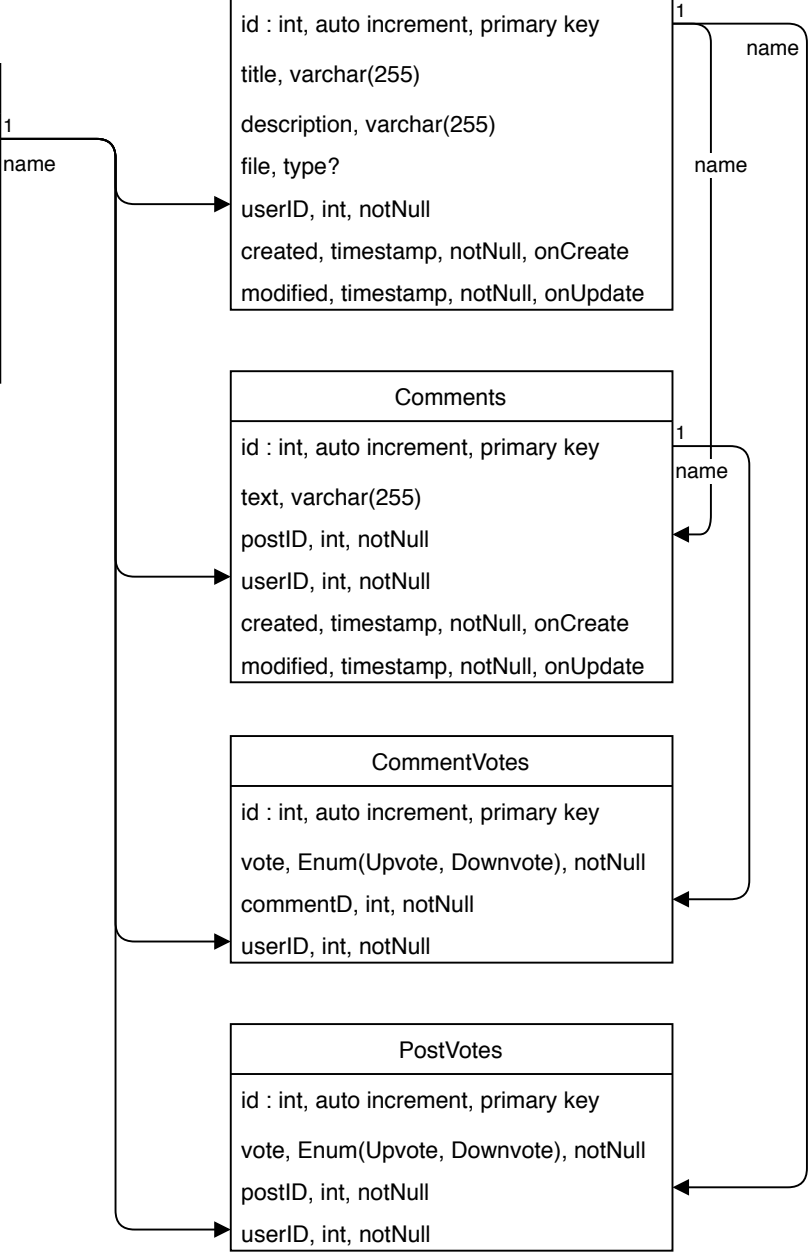 1
id : int, auto increment, primary key
name
title, varchar(255)
description, varchar(255)
1
name
file, type?
name
userID, int, notNull
created, timestamp, notNull, onCreate
modified, timestamp, notNull, onUpdate
Comments
1
id : int, auto increment, primary key
name
text, varchar(255)
postID, int, notNull
userID, int, notNull
created, timestamp, notNull, onCreate
modified, timestamp, notNull, onUpdate
CommentVotes
id : int, auto increment, primary key
vote, Enum(Upvote, Downvote), notNull
commentD, int, notNull
userID, int, notNull
PostVotes
id : int, auto increment, primary key
vote, Enum(Upvote, Downvote), notNull
postID, int, notNull
userID, int, notNull